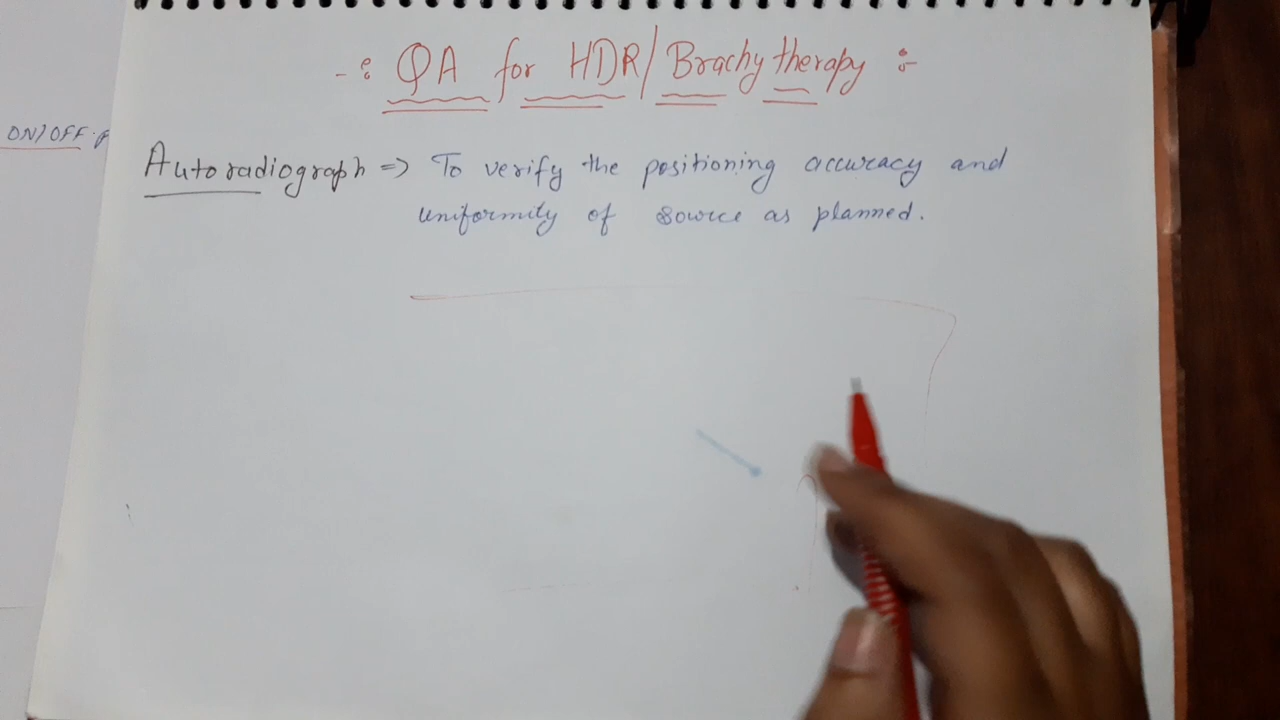 -: QA for HDR/Brachytherapy :-
ON/OFF
Autoradiograph => To verify the positioning accuracy and
uniformity of source as planned.